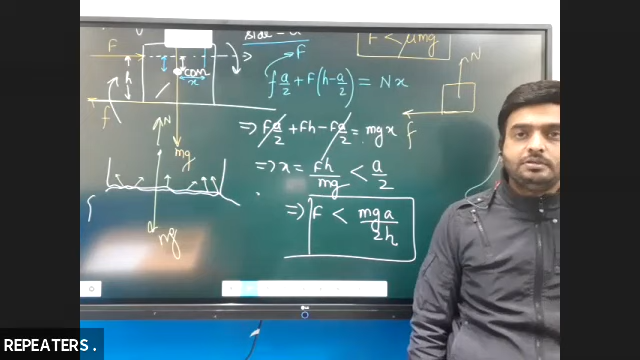 side - a
F < μmg
F
F
N
com
h
x
f a/2 + F(h - a/2) = Nx
f
f
N
⇒ Fa/2 + Fh - Fa/2 = mgx
mg
⇒ x = Fh/mg < a/2
⇒ F < mga/2h
mg
REPEATERS .